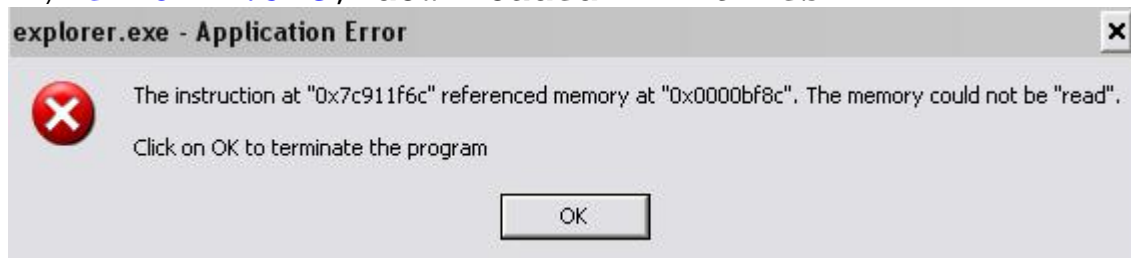 explorer.exe - Application Error
The instruction at "0x7c911f6c" referenced memory at "0x0000bf8c". The memory could not be "read".
Click on OK to terminate the program
OK